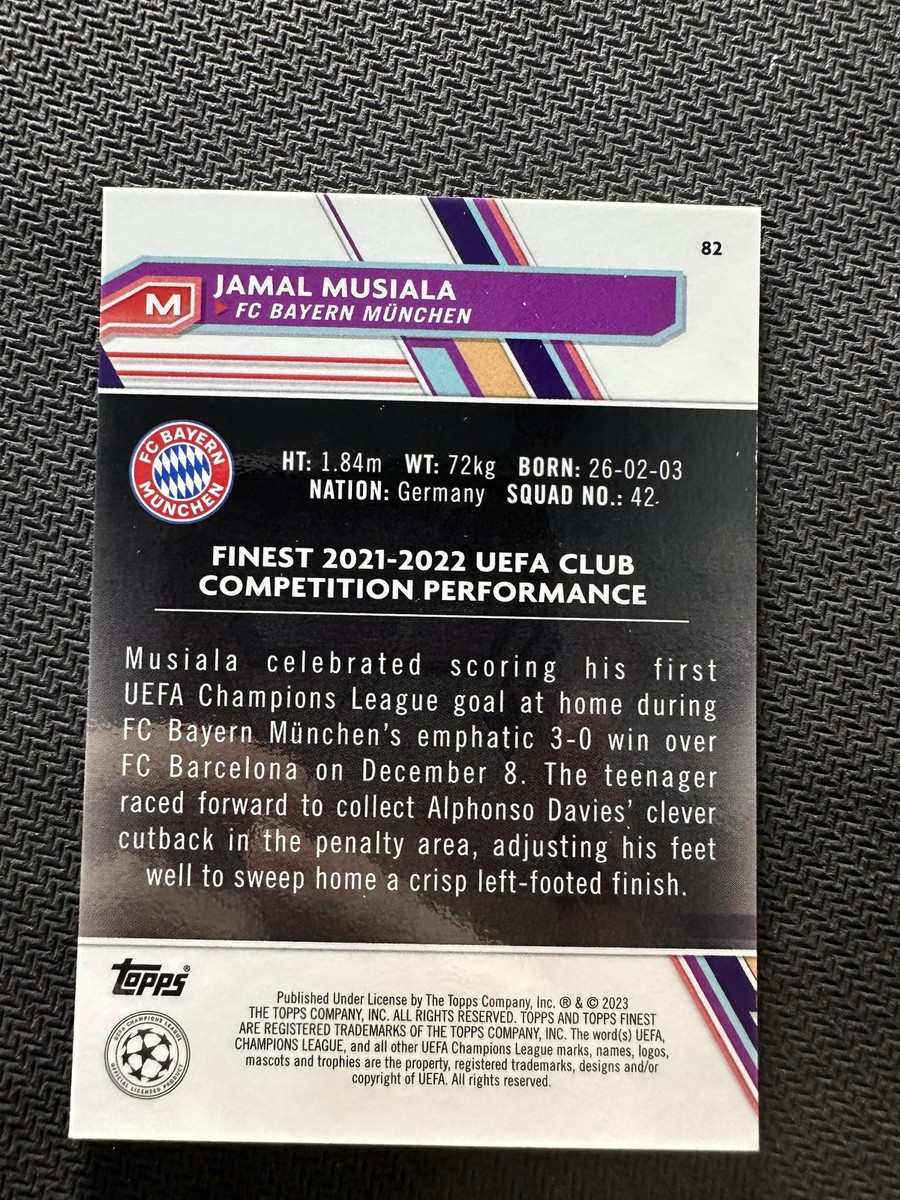 82
M
JAMAL MUSIALA
FC BAYERN MÜNCHEN
FC BAYERN
MÜNCHEN
HT: 1.84m WT: 72kg BORN: 26-02-03
NATION: Germany SQUAD NO.: 42
FINEST 2021-2022 UEFA CLUB
COMPETITION PERFORMANCE
Musiala celebrated scoring his first
UEFA Champions League goal at home during
FC Bayern München's emphatic 3-0 win over
FC Barcelona on December 8. The teenager
raced forward to collect Alphonso Davies' clever
cutback in the penalty area, adjusting his feet
well to sweep home a crisp left-footed finish.
topps®
UEFA CHAMPIONS LEAGUE
OFFICIAL LICENSED PRODUCT
Published Under License by The Topps Company, Inc. ® & © 2023
THE TOPPS COMPANY, INC. ALL RIGHTS RESERVED. TOPPS AND TOPPS FINEST
ARE REGISTERED TRADEMARKS OF THE TOPPS COMPANY, INC. The word(s) UEFA,
CHAMPIONS LEAGUE, and all other UEFA Champions League marks, names, logos,
mascots and trophies are the property, registered trademarks, designs and/or
copyright of UEFA. All rights reserved.